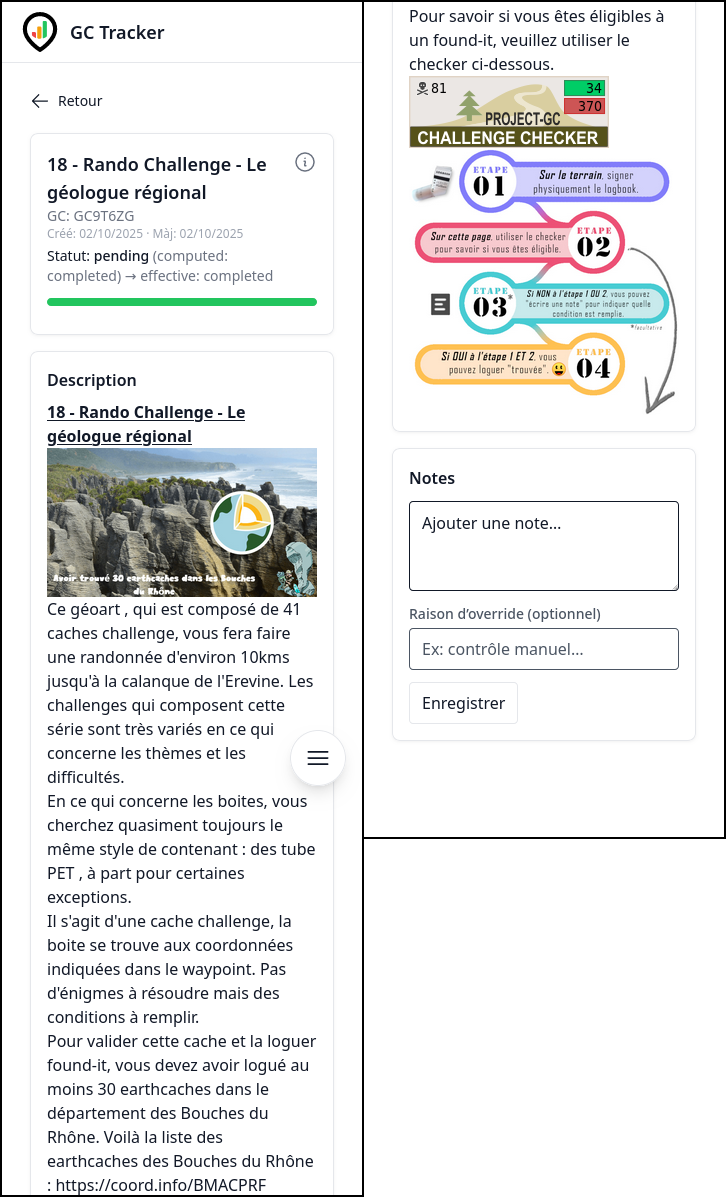 GC Tracker
Retour
18 - Rando Challenge - Le
géologue régional
GC: GC9T6ZG
Créé: 02/10/2025 · Màj: 02/10/2025
Statut: pending (computed:
completed) → effective: completed
Description
18 - Rando Challenge - Le
géologue régional
Avoir trouvé 30 earthcaches dans les Bouches
du Rhône
Ce géoart , qui est composé de 41
caches challenge, vous fera faire
une randonnée d'environ 10kms
jusqu'à la calanque de l'Erevine. Les
challenges qui composent cette
série sont très variés en ce qui
concerne les thèmes et les
difficultés.
En ce qui concerne les boites, vous
cherchez quasiment toujours le
même style de contenant : des tube
PET , à part pour certaines
exceptions.
Il s'agit d'une cache challenge, la
boite se trouve aux coordonnées
indiquées dans le waypoint. Pas
d'énigmes à résoudre mais des
conditions à remplir.
Pour valider cette cache et la loguer
found-it, vous devez avoir logué au
moins 30 earthcaches dans le
département des Bouches du
Rhône. Voilà la liste des
earthcaches des Bouches du Rhône
: https://coord.info/BMACPRF
Pour savoir si vous êtes éligibles à
un found-it, veuillez utiliser le
checker ci-dessous.
81
34
370
PROJECT-GC
CHALLENGE CHECKER
ETAPE
01
Sur le terrain, signer
physiquement le logbook.
Sur cette page, utiliser le checker
pour savoir si vous êtes éligible.
ETAPE
02
ETAPE
03*
Si NON à l'étape 1 OU 2, vous pouvez
"écrire une note" pour indiquer quelle
condition est remplie.
*facultative
Si OUI à l'étape 1 ET 2, vous
pouvez loguer "trouvée".
ETAPE
04
Notes
Ajouter une note...
Raison d’override (optionnel)
Ex: contrôle manuel...
Enregistrer